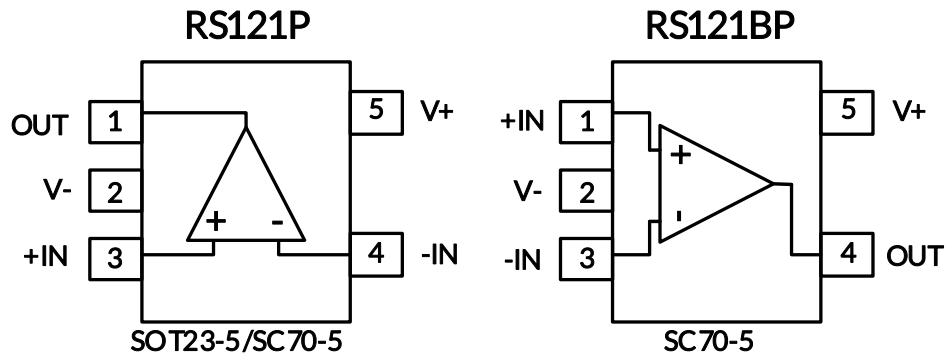 RS121P
OUT 1 5 V+
V- 2
+ -
+IN 3 4 -IN
SOT23-5/SC70-5
RS121BP
+IN 1 5 V+
+
V- 2
-
-IN 3 4 OUT
SC70-5